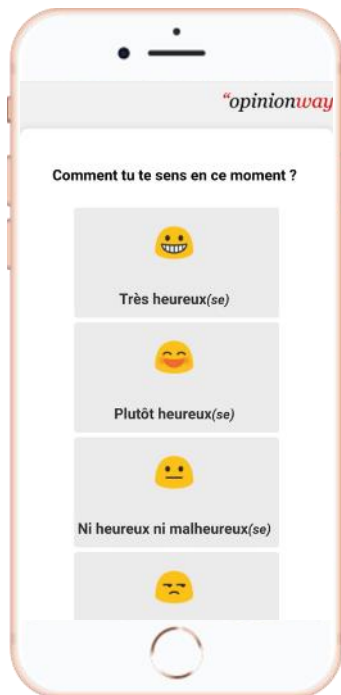 “opinionway
Comment tu te sens en ce moment ?
Très heureux(se)
Plutôt heureux(se)
Ni heureux ni malheureux(se)